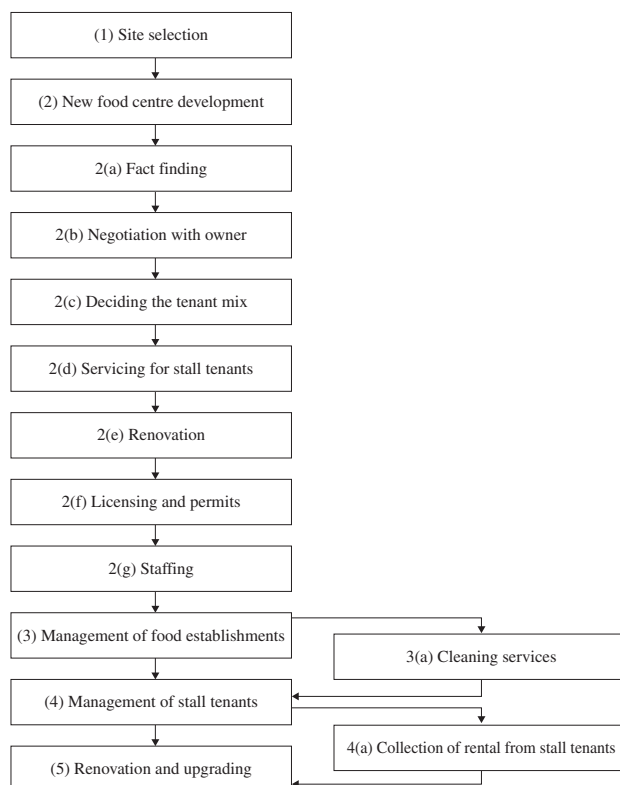 (1) Site selection
(2) New food centre development
2(a) Fact finding
2(b) Negotiation with owner
2(c) Deciding the tenant mix
2(d) Servicing for stall tenants
2(e) Renovation
2(f) Licensing and permits
2(g) Staffing
(3) Management of food establishments
3(a) Cleaning services
(4) Management of stall tenants
4(a) Collection of rental from stall tenants
(5) Renovation and upgrading